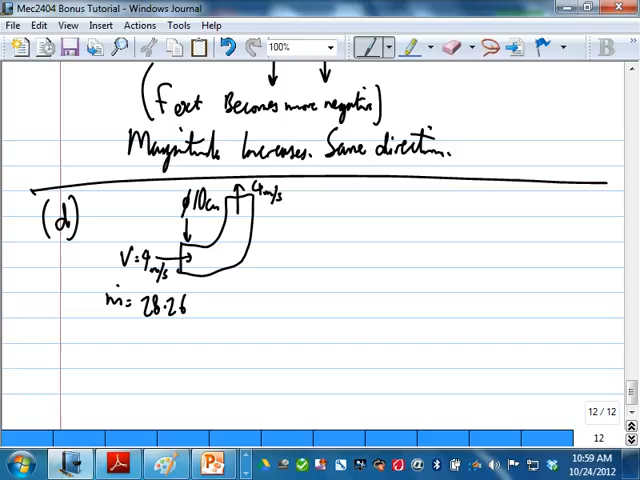 Mec2404 Bonus Tutorial - Windows Journal
File Edit View Insert Actions Tools Help
100%
B
(Fext Becomes more negative)
Magnitude Increases. Same direction.
(d)
ϕ10cm
4m/s
V=4m/s
ṁ= 28.26
12 / 12
12
10:59 AM
10/24/2012